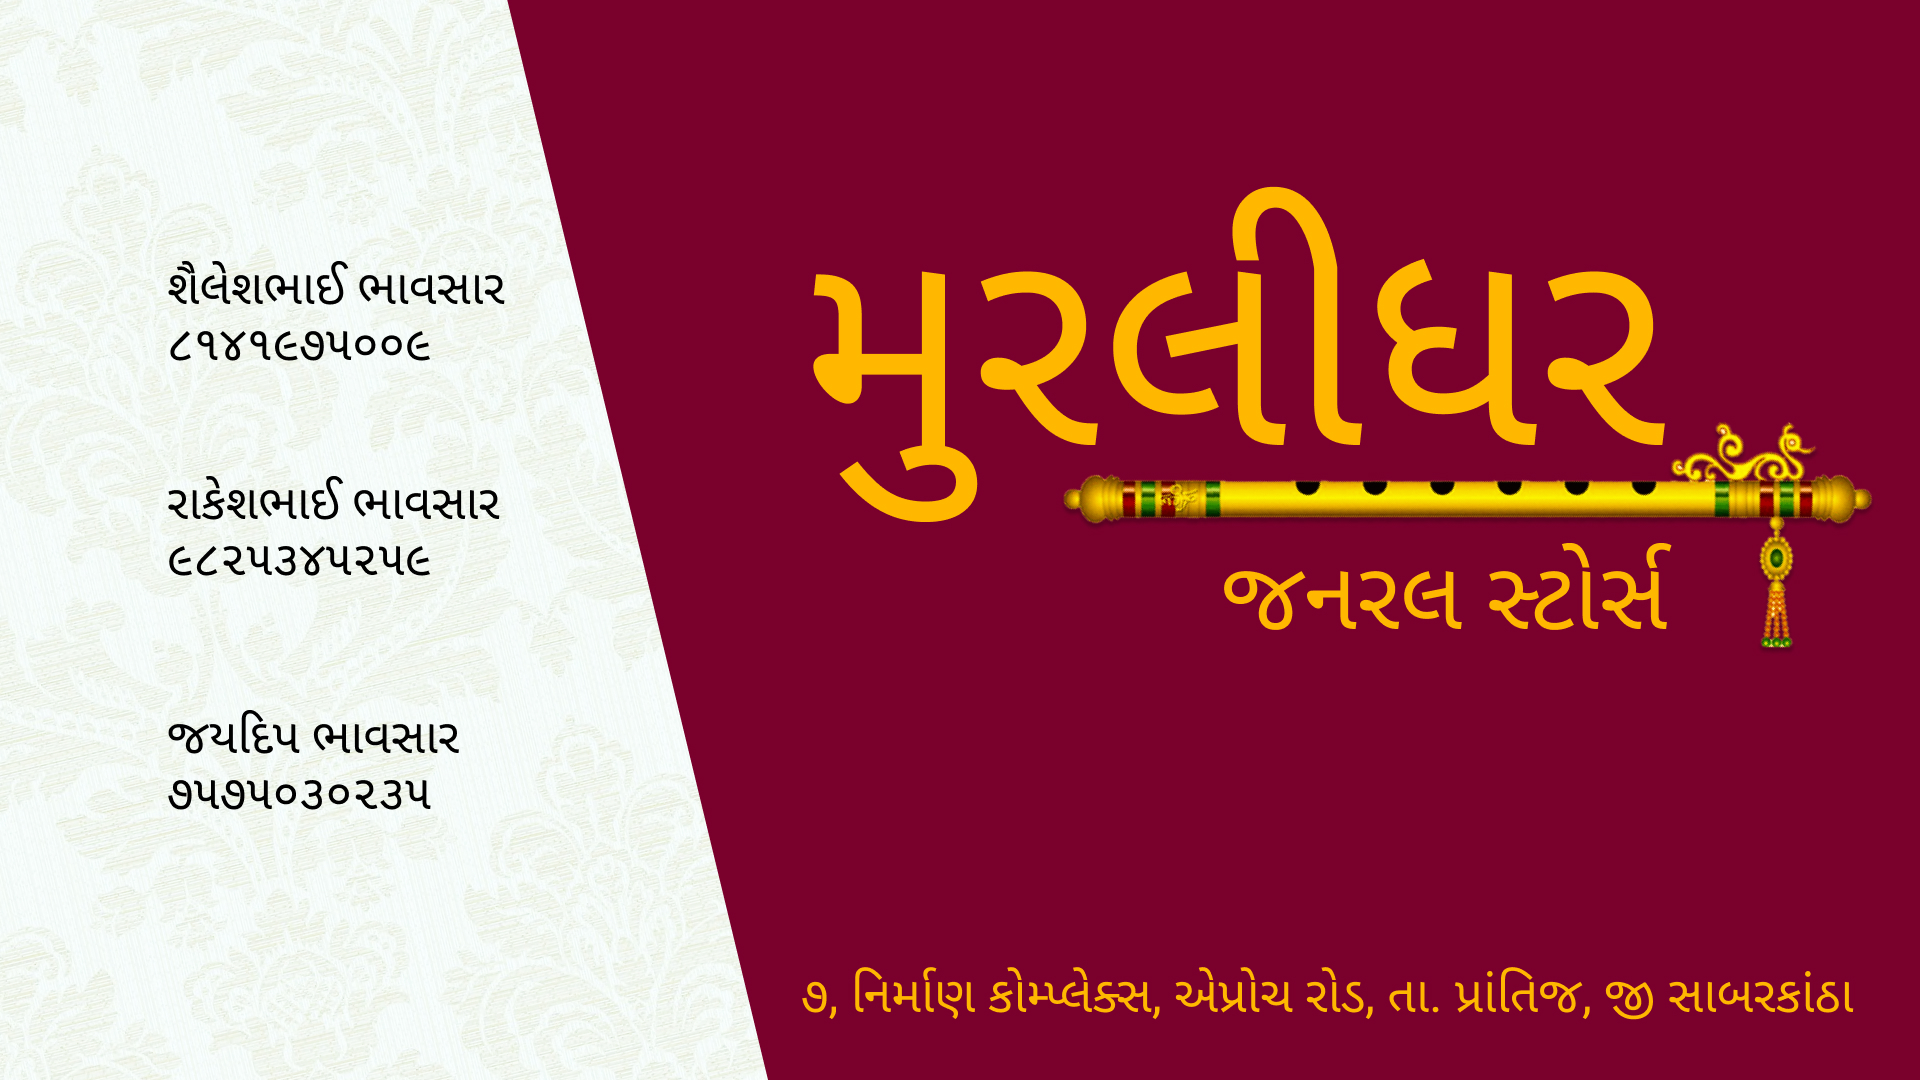 શૈલેશભાઈ ભાવસાર
૮૧૪૧૯૭૫૦૦૯
રાકેશભાઈ ભાવસાર
૯૮૨૫૩૪૫૨૫૯
જયદિપ ભાવસાર
૭૫૭૫૦૩૦૨૩૫
મુરલીધર
જનરલ સ્ટોર્સ
૭, નિર્માણ કોમ્પ્લેક્સ, એપ્રોચ રોડ, તા. પ્રાંતિજ, જી સાબરકાંઠા